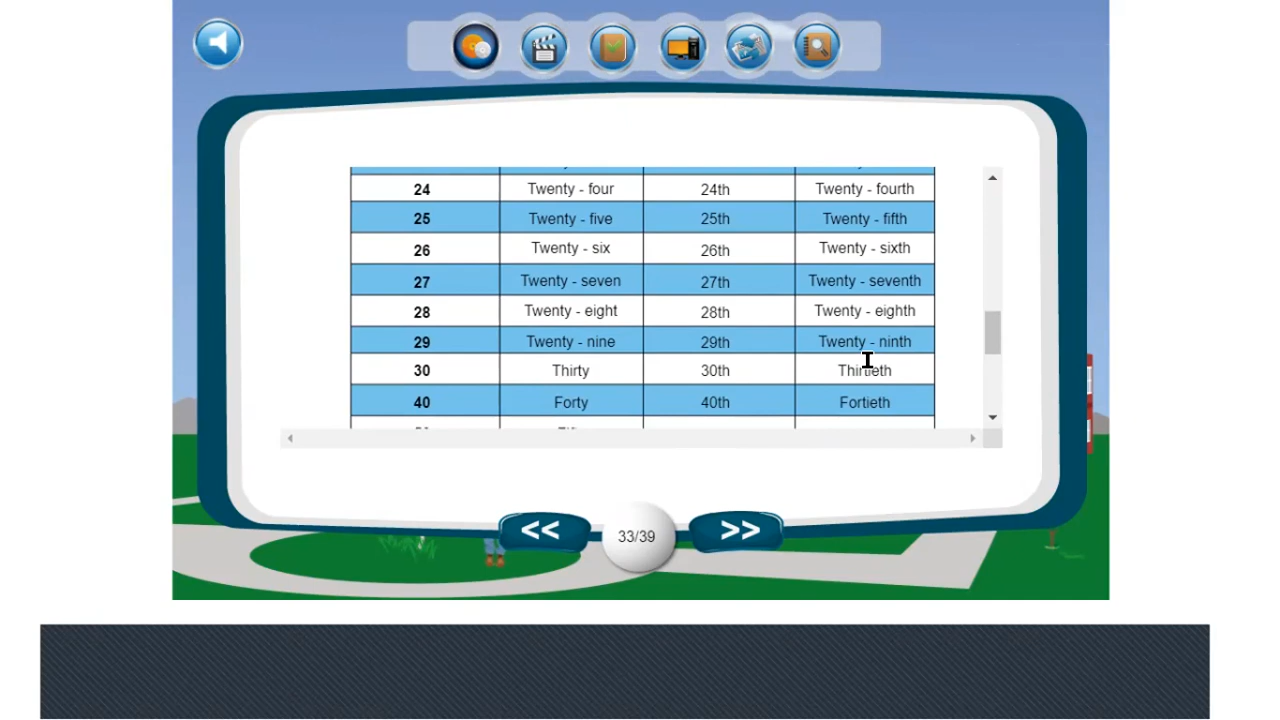 24 Twenty - four 24th Twenty - fourth
25 Twenty - five 25th Twenty - fifth
26 Twenty - six 26th Twenty - sixth
27 Twenty - seven 27th Twenty - seventh
28 Twenty - eight 28th Twenty - eighth
29 Twenty - nine 29th Twenty - ninth
30 Thirty 30th Thirtieth
40 Forty 40th Fortieth
<< 33/39 >>